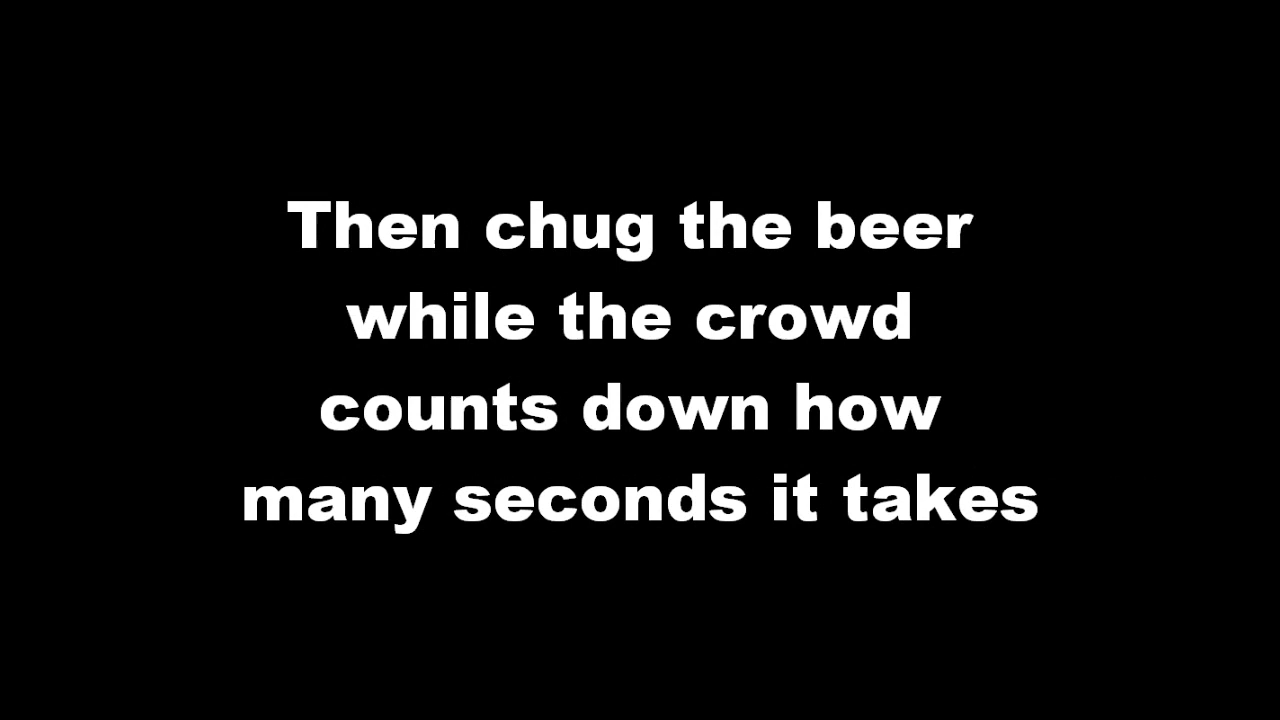 Then chug the beer
while the crowd
counts down how
many seconds it takes